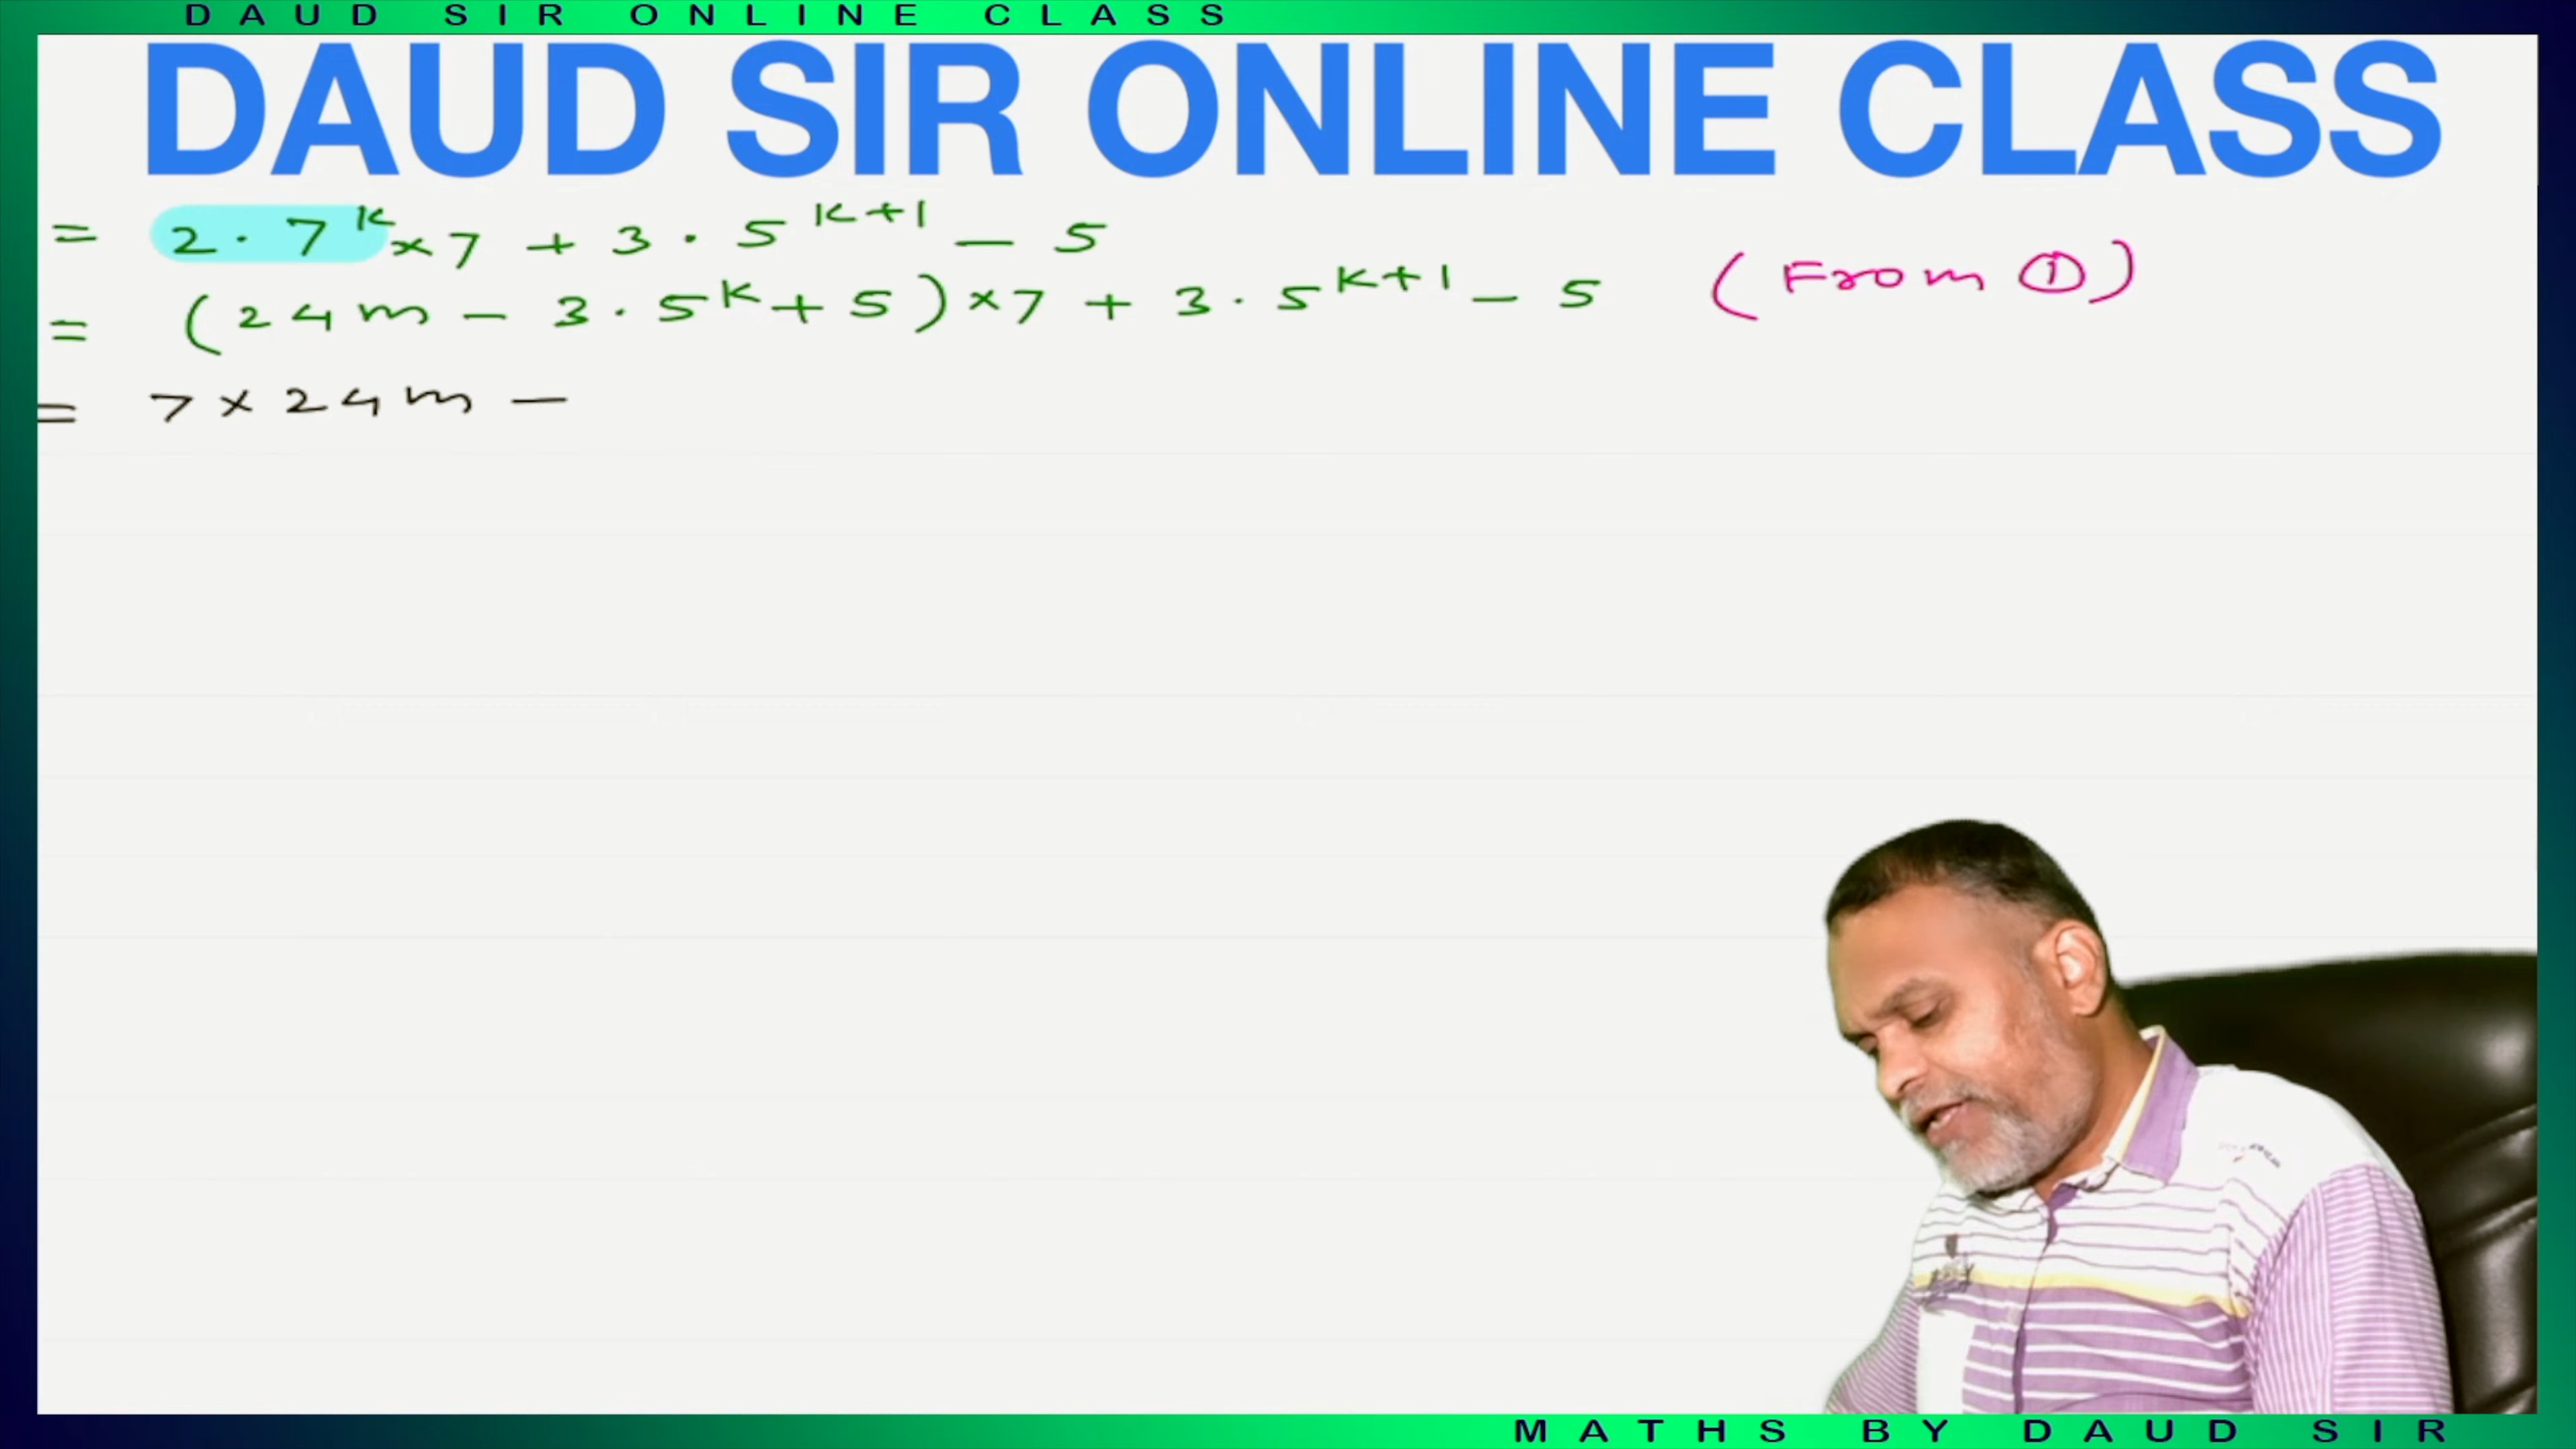 DAUD SIR ONLINE CLASS
DAUD SIR ONLINE CLASS
= 2 · 7^k × 7 + 3 · 5^{k+1} − 5
= (24m − 3 · 5^k + 5) × 7 + 3 · 5^{k+1} − 5 (From ①)
= 7 × 24m −
MATHS BY DAUD SIR